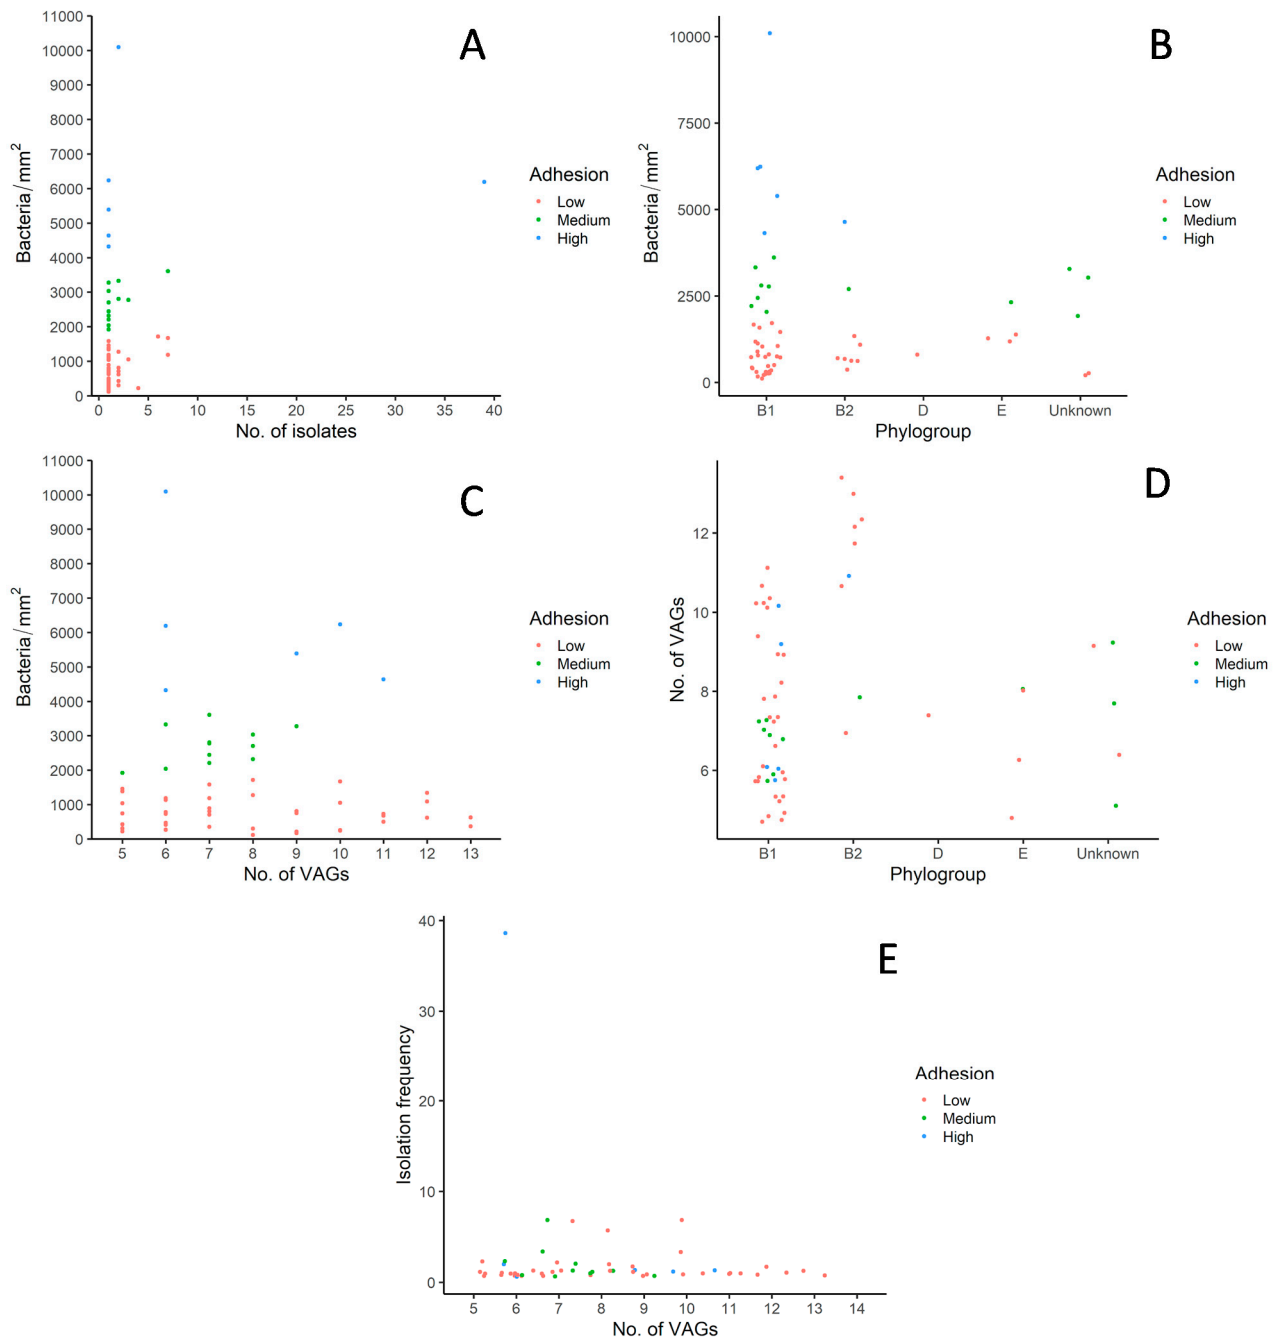 A
11000
10000
9000
8000
7000
6000
5000
4000
3000
2000
1000
0
Bacteria/mm2
0 5 10 15 20 25 30 35 40
No. of isolates
Adhesion
Low
Medium
High
B
10000
7500
5000
2500
0
Bacteria/mm2
B1 B2 D E Unknown
Phylogroup
Adhesion
Low
Medium
High
C
11000
10000
9000
8000
7000
6000
5000
4000
3000
2000
1000
0
Bacteria/mm2
5 6 7 8 9 10 11 12 13
No. of VAGs
Adhesion
Low
Medium
High
D
12
10
8
6
No. of VAGs
B1 B2 D E Unknown
Phylogroup
Adhesion
Low
Medium
High
E
40
30
20
10
0
Isolation frequency
5 6 7 8 9 10 11 12 13 14
No. of VAGs
Adhesion
Low
Medium
High